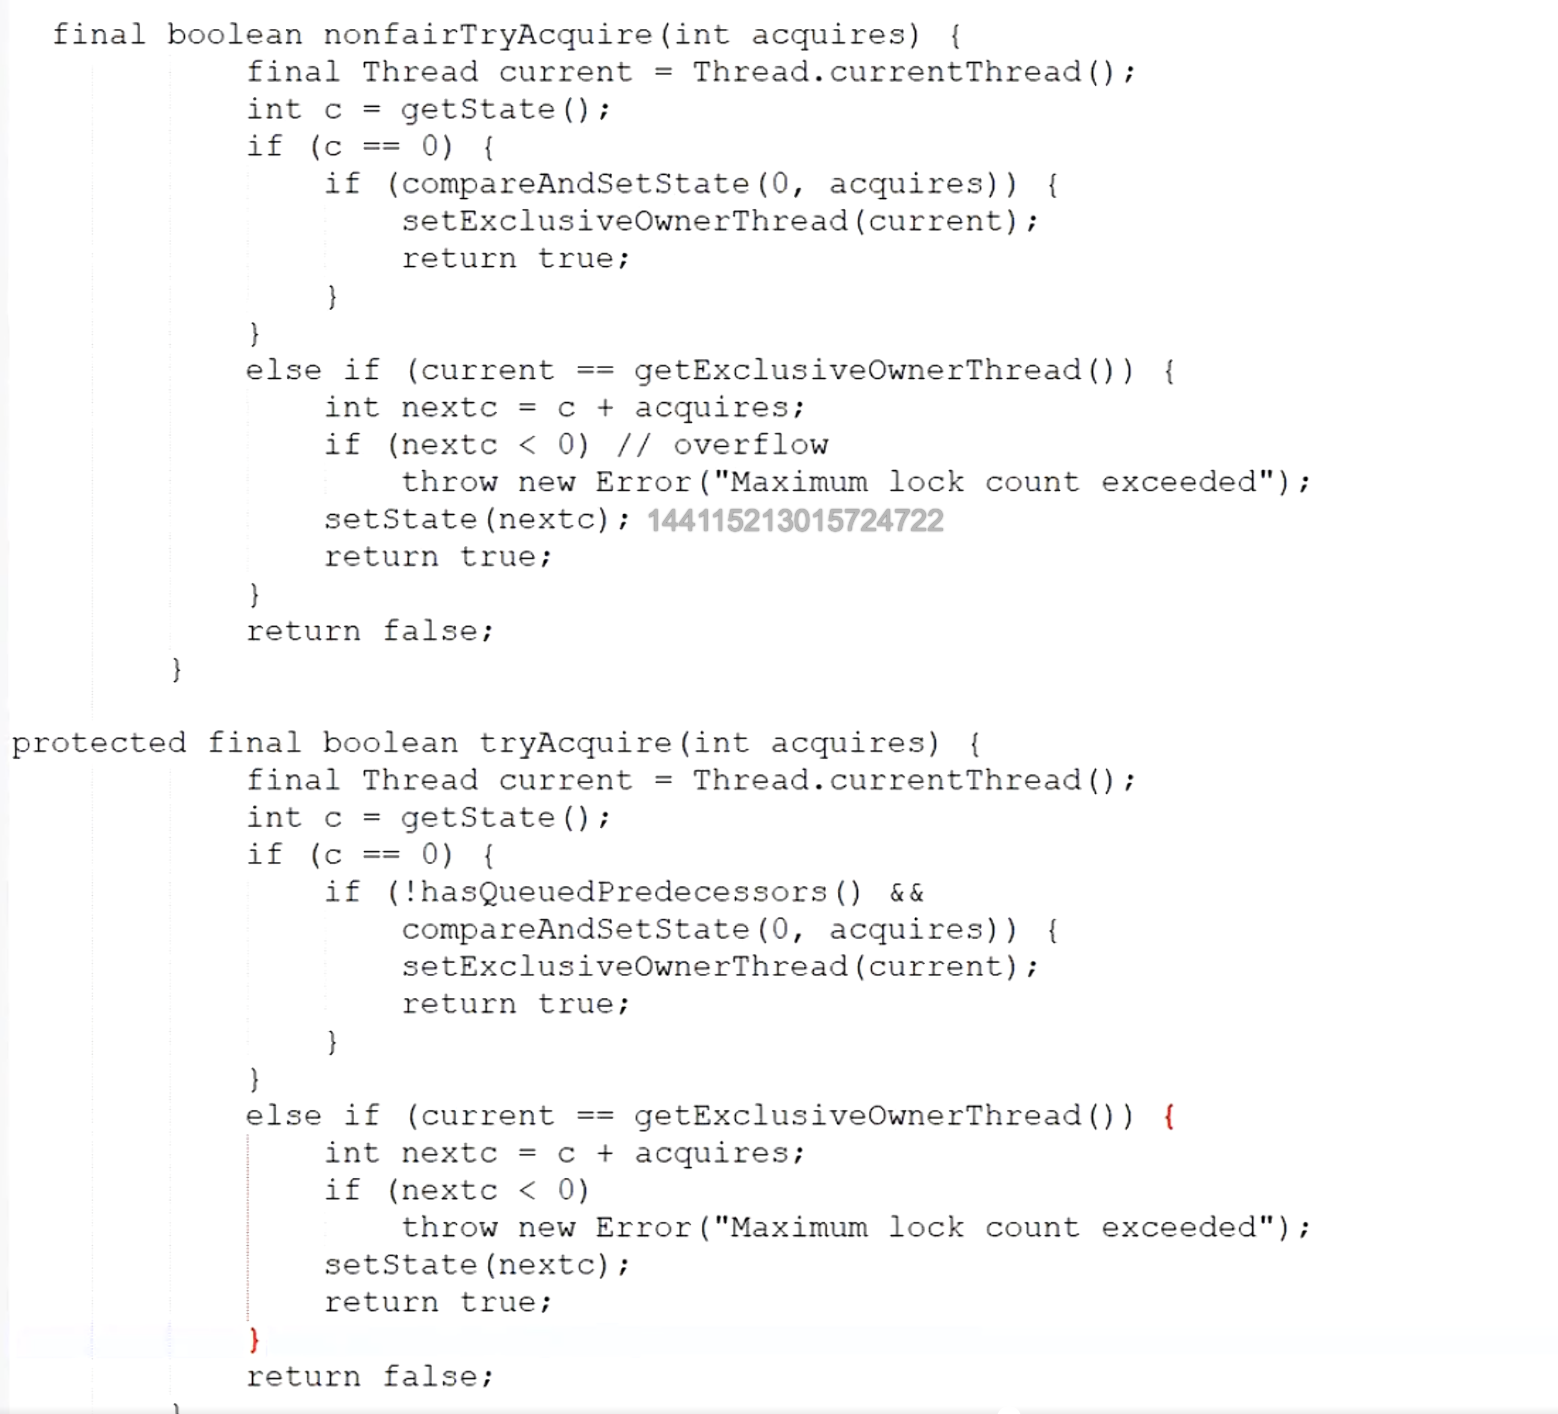 final boolean nonfairTryAcquire(int acquires) {
final Thread current = Thread.currentThread();
int c = getState();
if (c == 0) {
if (compareAndSetState(0, acquires)) {
setExclusiveOwnerThread(current);
return true;
}
}
else if (current == getExclusiveOwnerThread()) {
int nextc = c + acquires;
if (nextc < 0) // overflow
throw new Error("Maximum lock count exceeded");
setState(nextc); 144115213015724722
return true;
}
return false;
}
protected final boolean tryAcquire(int acquires) {
final Thread current = Thread.currentThread();
int c = getState();
if (c == 0) {
if (!hasQueuedPredecessors() &&
compareAndSetState(0, acquires)) {
setExclusiveOwnerThread(current);
return true;
}
}
else if (current == getExclusiveOwnerThread()) {
int nextc = c + acquires;
if (nextc < 0)
throw new Error("Maximum lock count exceeded");
setState(nextc);
return true;
}
return false;
}